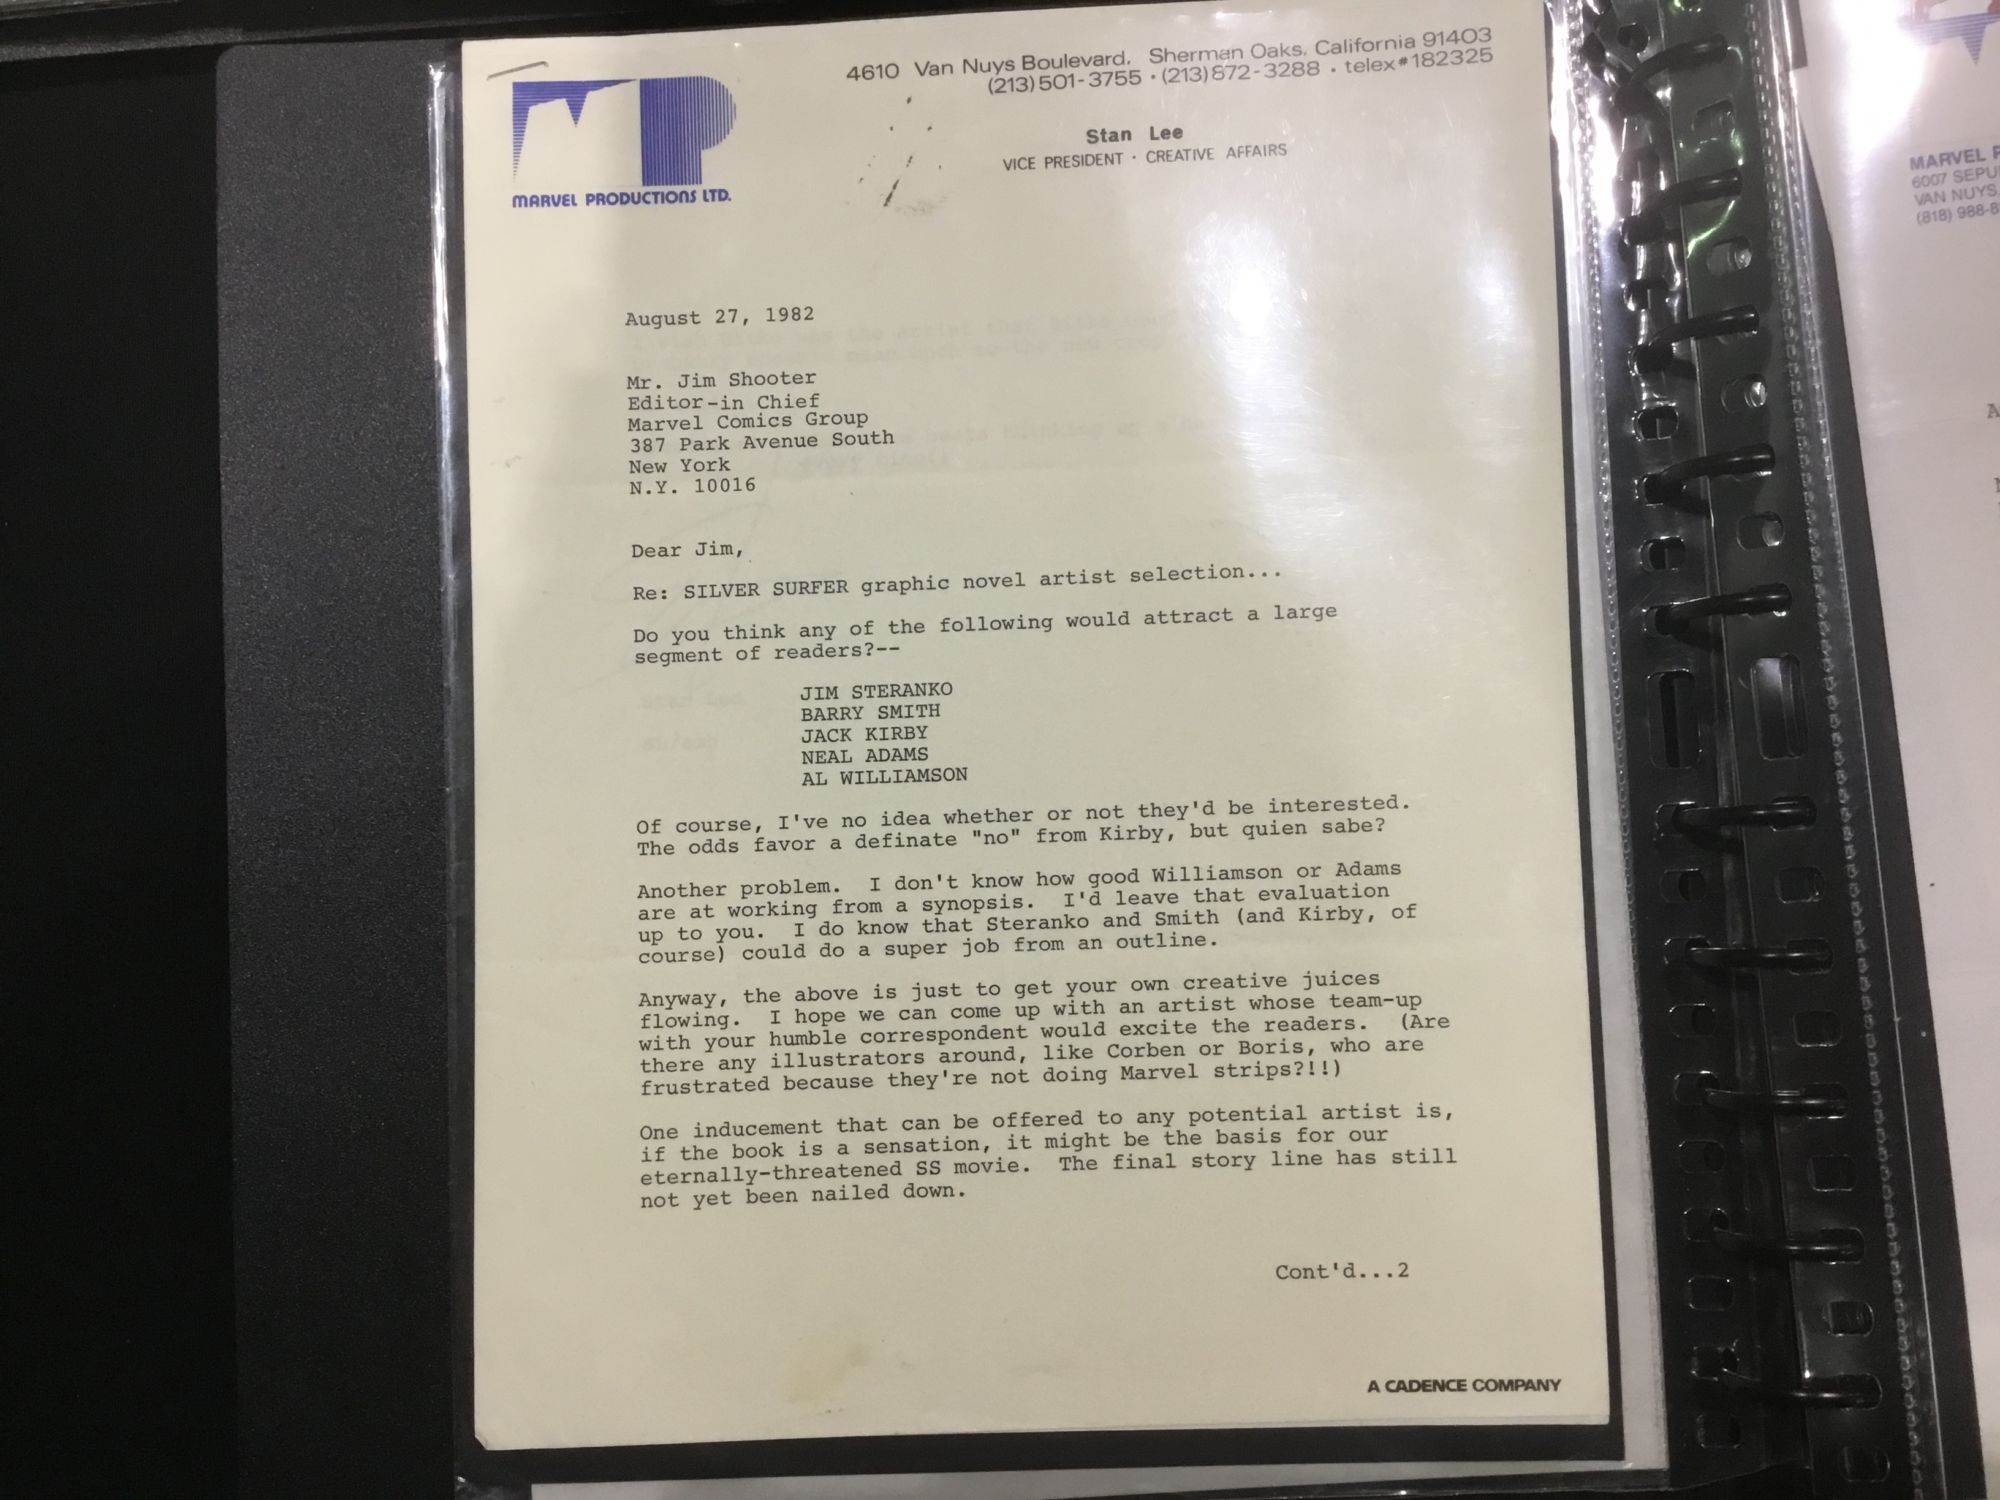 4610 Van Nuys Boulevard, Sherman Oaks, California 91403
(213) 501-3755 · (213) 872-3288 · telex #182325
MARVEL PRODUCTIONS LTD.
Stan Lee
VICE PRESIDENT · CREATIVE AFFAIRS
August 27, 1982
Mr. Jim Shooter
Editor-in Chief
Marvel Comics Group
387 Park Avenue South
New York
N.Y. 10016
Dear Jim,
Re: SILVER SURFER graphic novel artist selection...
Do you think any of the following would attract a large
segment of readers?--
JIM STERANKO
BARRY SMITH
JACK KIRBY
NEAL ADAMS
AL WILLIAMSON
Of course, I've no idea whether or not they'd be interested.
The odds favor a definate "no" from Kirby, but quien sabe?
Another problem. I don't know how good Williamson or Adams
are at working from a synopsis. I'd leave that evaluation
up to you. I do know that Steranko and Smith (and Kirby, of
course) could do a super job from an outline.
Anyway, the above is just to get your own creative juices
flowing. I hope we can come up with an artist whose team-up
with your humble correspondent would excite the readers. (Are
there any illustrators around, like Corben or Boris, who are
frustrated because they're not doing Marvel strips?!!)
One inducement that can be offered to any potential artist is,
if the book is a sensation, it might be the basis for our
eternally-threatened SS movie. The final story line has still
not yet been nailed down.
Cont'd...2
A CADENCE COMPANY
MARVEL
6007
VAN NUYS,
(818) 988-8